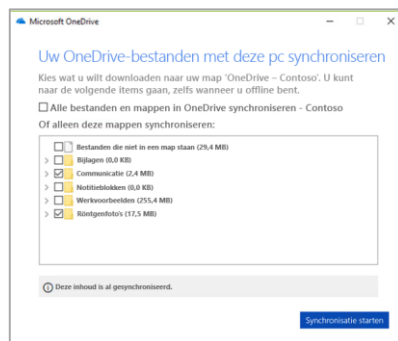 Microsoft OneDrive
Uw OneDrive-bestanden met deze pc synchroniseren
Kies wat u wilt downloaden naar uw map 'OneDrive – Contoso'. U kunt
naar de volgende items gaan, zelfs wanneer u offline bent.
Alle bestanden en mappen in OneDrive synchroniseren - Contoso
Of alleen deze mappen synchroniseren:
Bestanden die niet in een map staan (29,4 MB)
Bijlagen (0,0 KB)
Communicatie (2,4 MB)
Notitieblokken (0,0 KB)
Werkvoorbeelden (255,4 MB)
Röntgenfoto's (17,5 MB)
Deze inhoud is al gesynchroniseerd.
Synchronisatie starten